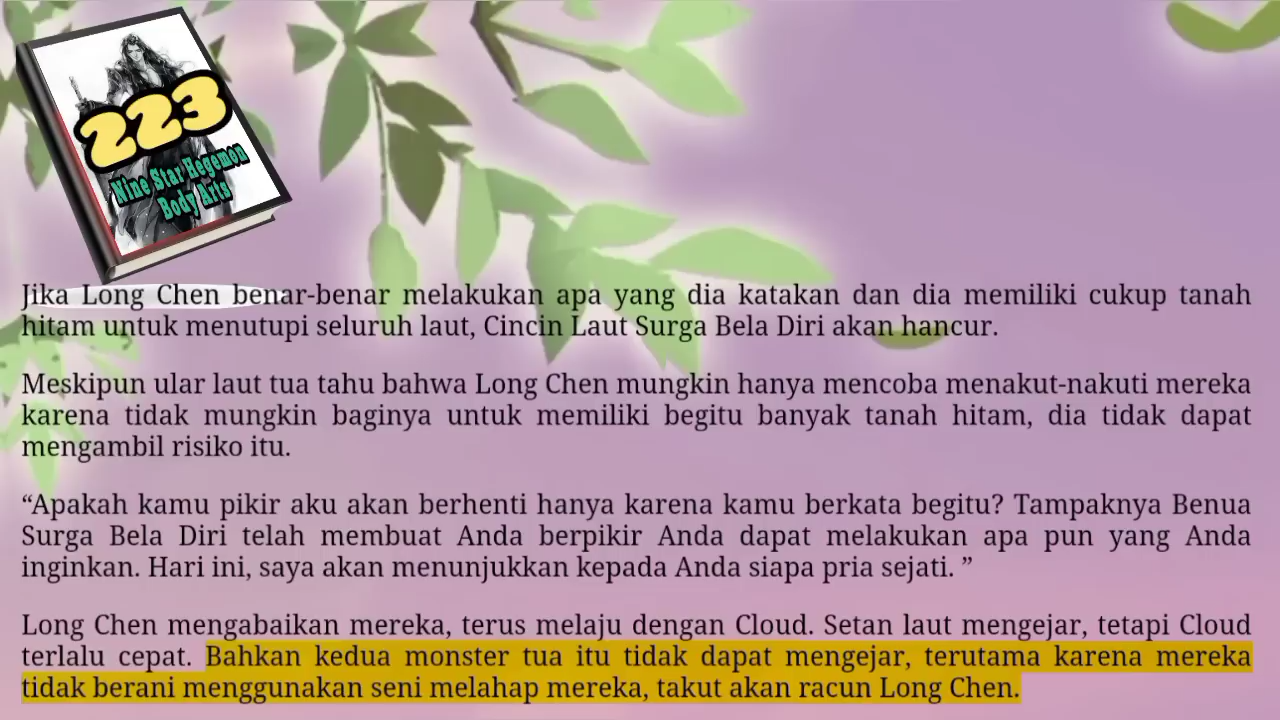 223
Nine Star Hegemon
Body Arts
Jika Long Chen benar-benar melakukan apa yang dia katakan dan dia memiliki cukup tanah
hitam untuk menutupi seluruh laut, Cincin Laut Surga Bela Diri akan hancur.
Meskipun ular laut tua tahu bahwa Long Chen mungkin hanya mencoba menakut-nakuti mereka
karena tidak mungkin baginya untuk memiliki begitu banyak tanah hitam, dia tidak dapat
mengambil risiko itu.
“Apakah kamu pikir aku akan berhenti hanya karena kamu berkata begitu? Tampaknya Benua
Surga Bela Diri telah membuat Anda berpikir Anda dapat melakukan apa pun yang Anda
inginkan. Hari ini, saya akan menunjukkan kepada Anda siapa pria sejati. ”
Long Chen mengabaikan mereka, terus melaju dengan Cloud. Setan laut mengejar, tetapi Cloud
terlalu cepat. Bahkan kedua monster tua itu tidak dapat mengejar, terutama karena mereka
tidak berani menggunakan seni melahap mereka, takut akan racun Long Chen.